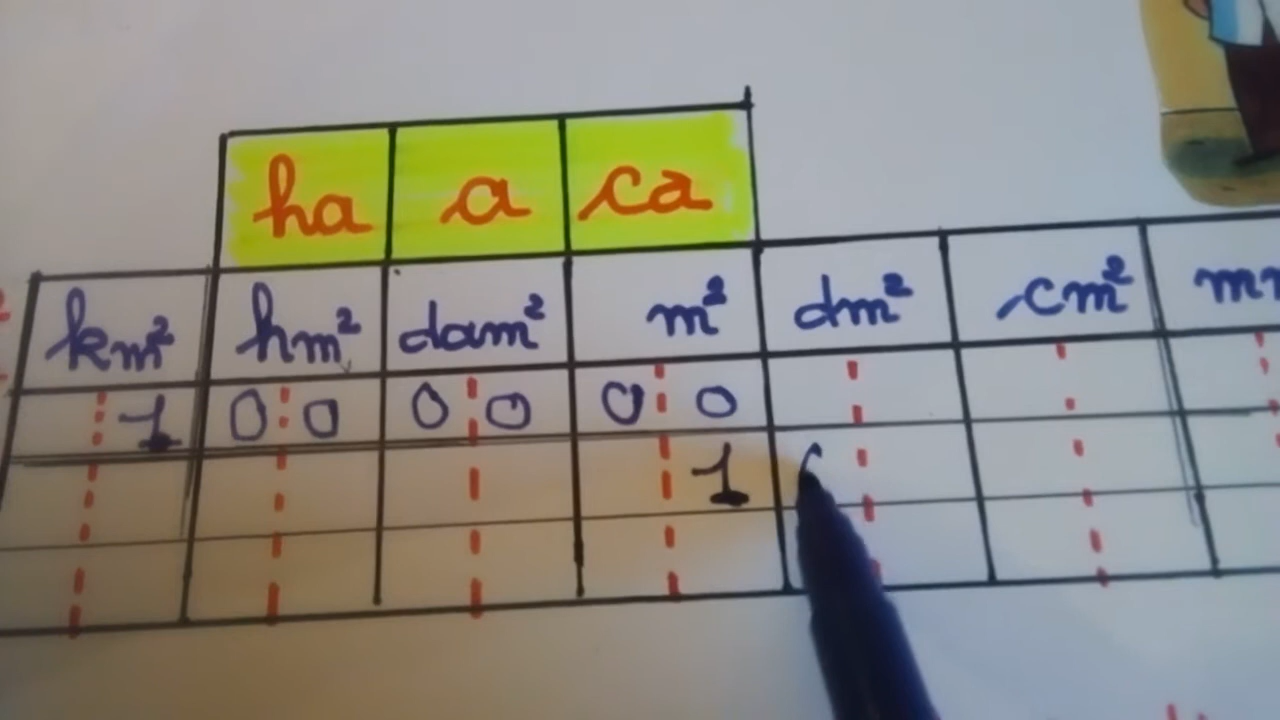 ha a ca
km² hm² dam² m² dm² cm²
1 0 0 0 0 0 0
1